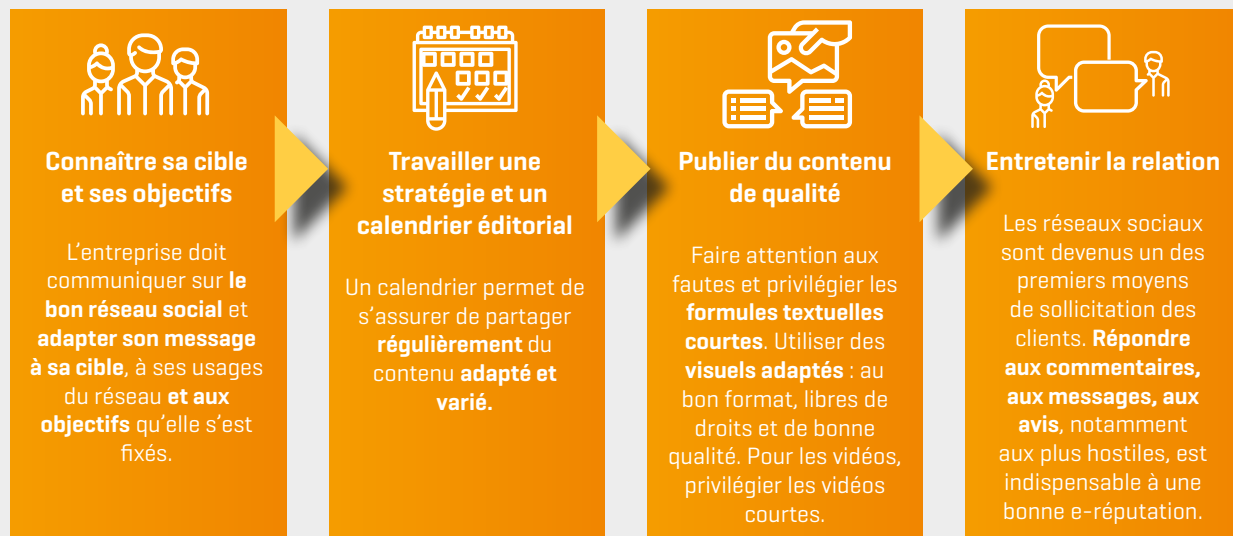 Connaître sa cible
et ses objectifs
L'entreprise doit
communiquer sur le
bon réseau social et
adapter son message
à sa cible, à ses usages
du réseau et aux
objectifs qu'elle s'est
fixés.
Travailler une
stratégie et un
calendrier éditorial
Un calendrier permet de
s'assurer de partager
régulièrement du
contenu adapté et
varié.
Publier du contenu
de qualité
Faire attention aux
fautes et privilégier les
formules textuelles
courtes. Utiliser des
visuels adaptés : au
bon format, libres de
droits et de bonne
qualité. Pour les vidéos,
privilégier les vidéos
courtes.
Entretenir la relation
Les réseaux sociaux
sont devenus un des
premiers moyens
de sollicitation des
clients. Répondre
aux commentaires,
aux messages, aux
avis, notamment
aux plus hostiles, est
indispensable à une
bonne e-réputation.